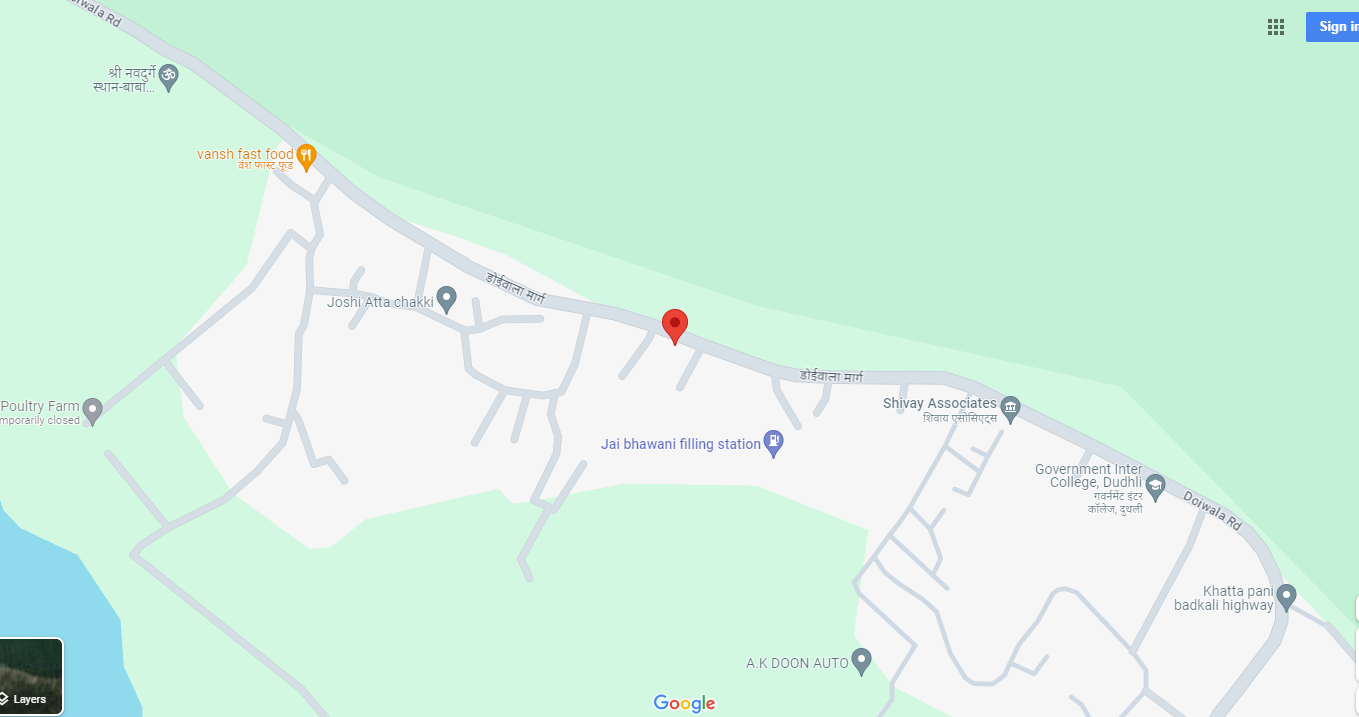 Doiwala Rd
Sign in
श्री नवदुर्गे
स्थान-बाबा...
vansh fast food
वंश फास्ट फूड
डोईवाला मार्ग
Joshi Atta chakki
डोईवाला मार्ग
Poultry Farm
mporarily closed
Shivay Associates
शिवाय एसोसिएट्स
Jai bhawani filling station
Government Inter
College, Dudhli
गवर्नमेंट इंटर
कॉलेज, दुधली
Doiwala Rd
Khatta pani
badkali highway
A.K DOON AUTO
Layers
Google